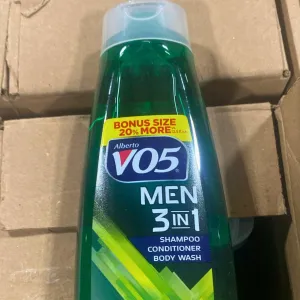 BONUS SIZE
20% MORE
Alberto
VO5
MEN
3 IN 1
SHAMPOO
CONDITIONER
BODY WASH